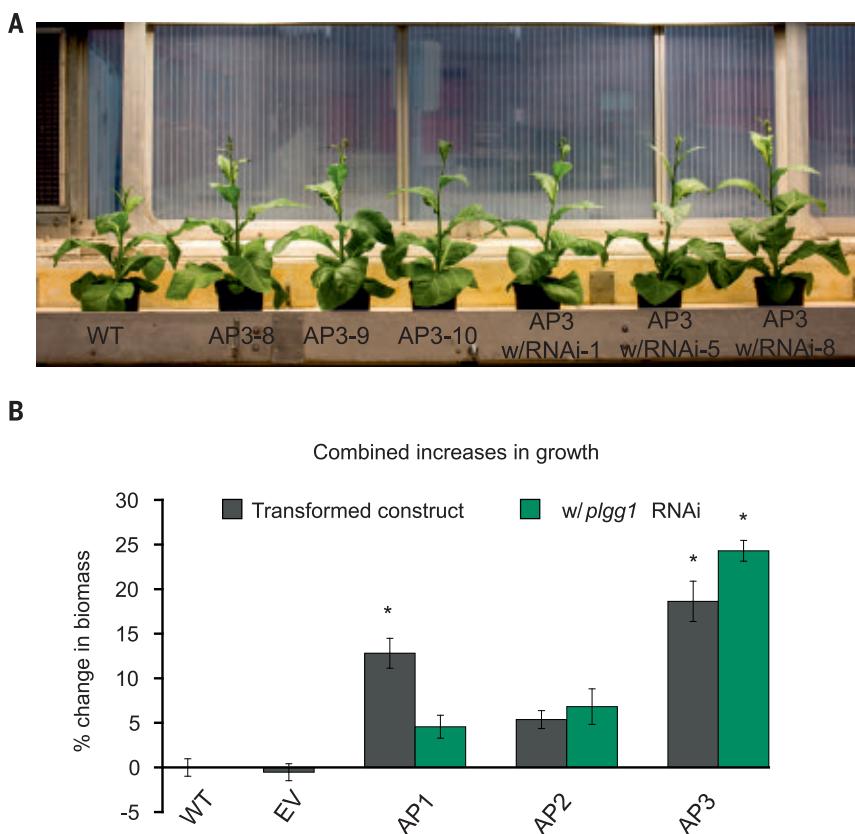 A
WT
AP3-8
AP3-9
AP3-10
AP3
w/RNAi-1
AP3
w/RNAi-5
AP3
w/RNAi-8
B
Combined increases in growth
Transformed construct
w/ plgg1 RNAi
% change in biomass
30
25
20
15
10
5
0
-5
*
*
*
WT
EV
AP1
AP2
AP3